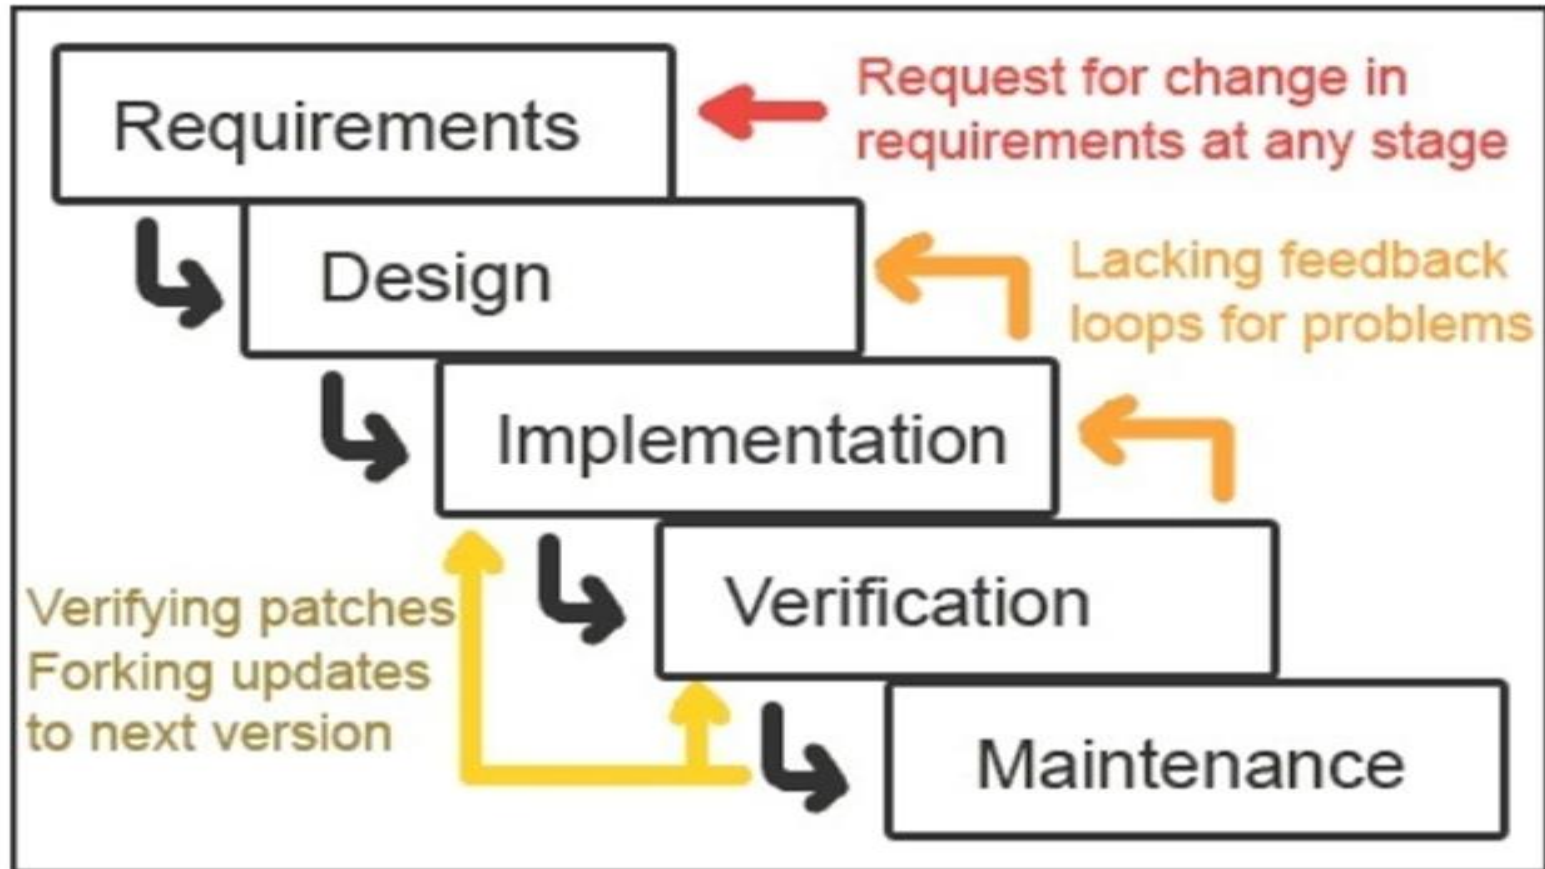 Requirements
Request for change in
requirements at any stage
Design
Lacking feedback
loops for problems
Implementation
Verifying patches
Forking updates
to next version
Verification
Maintenance